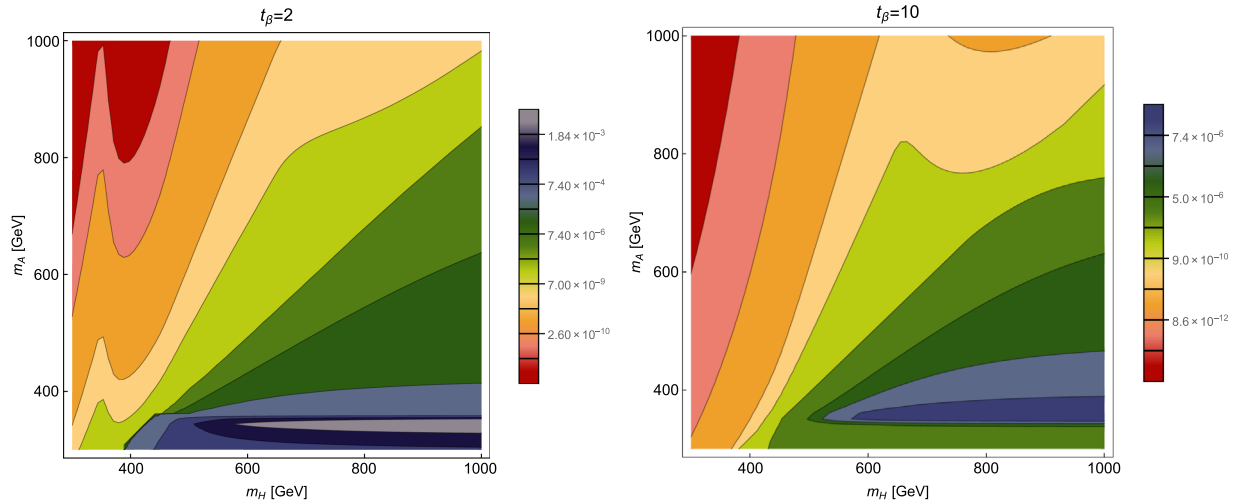 t_β=2
1000
800
600
400
m_A [GeV]
400
600
800
1000
m_H [GeV]
1.84 × 10⁻³
7.40 × 10⁻⁴
7.40 × 10⁻⁶
7.00 × 10⁻⁹
2.60 × 10⁻¹⁰
t_β=10
1000
800
600
400
m_A [GeV]
400
600
800
1000
m_H [GeV]
7.4 × 10⁻⁶
5.0 × 10⁻⁶
9.0 × 10⁻¹⁰
8.6 × 10⁻¹²